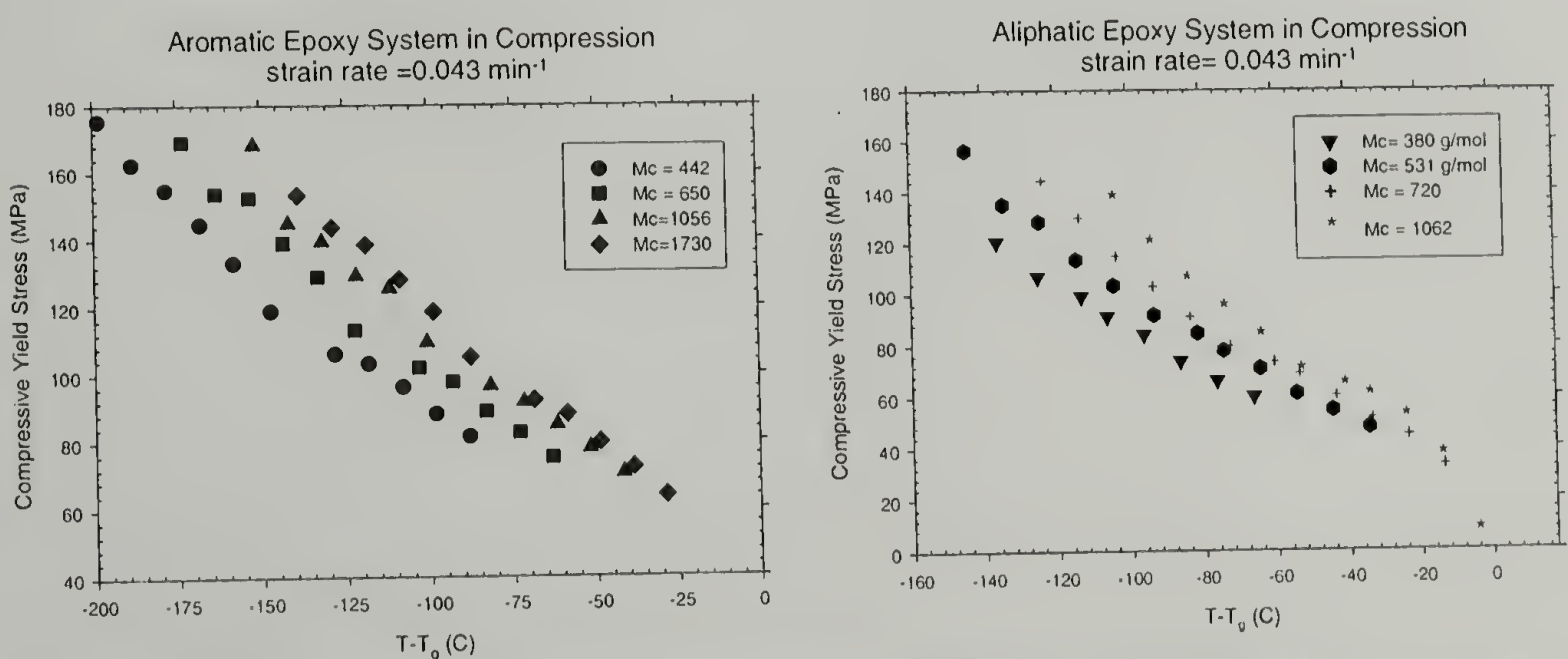 Aromatic Epoxy System in Compression
strain rate =0.043 min-1
Compressive Yield Stress (MPa)
180
160
140
120
100
80
60
40
-200
-175
-150
-125
-100
-75
-50
-25
0
T-To (C)
Mc = 442
Mc = 650
Mc=1056
Mc=1730
Aliphatic Epoxy System in Compression
strain rate= 0.043 min-1
Compressive Yield Stress (MPa)
180
160
140
120
100
80
60
40
20
0
-160
-140
-120
-100
-80
-60
-40
-20
0
T-Tg (C)
Mc= 380 g/mol
Mc= 531 g/mol
Mc = 720
Mc = 1062